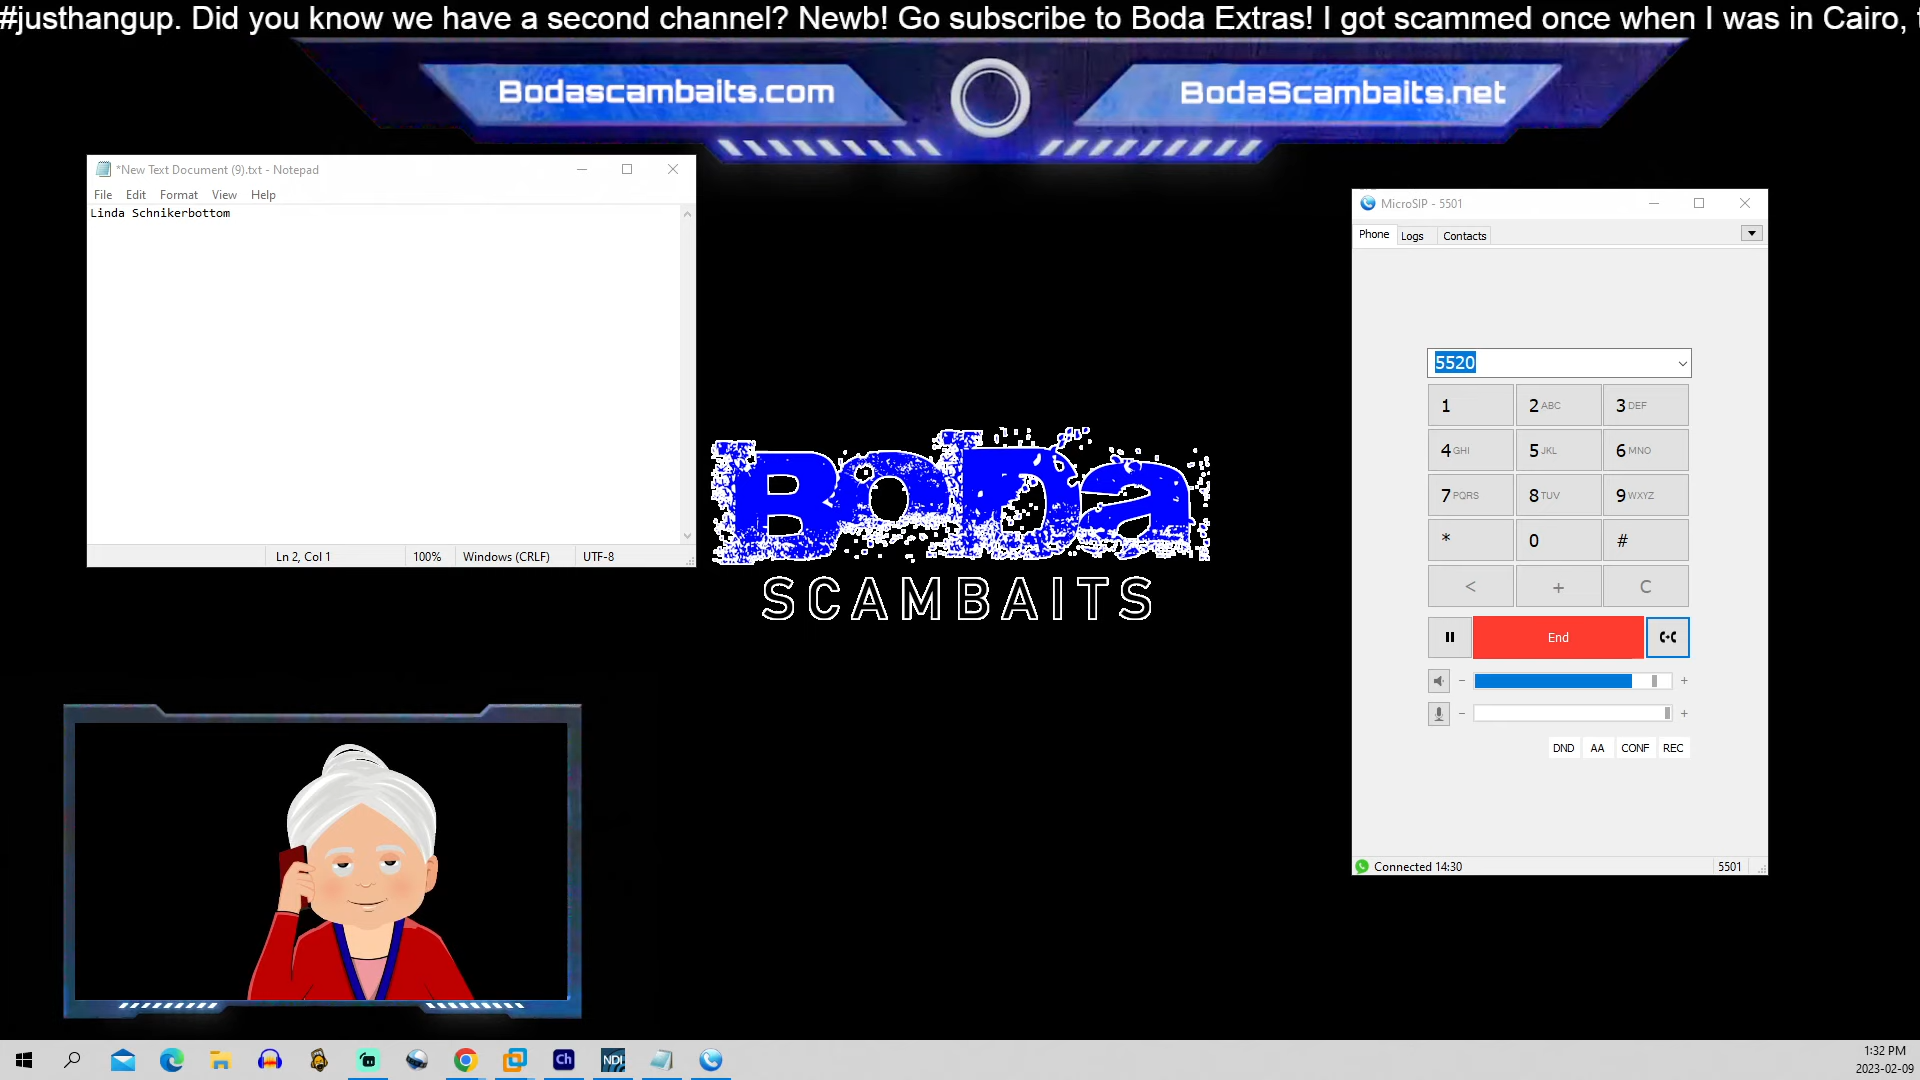 #justhangup. Did you know we have a second channel? Newb! Go subscribe to Boda Extras! I got scammed once when I was in Cairo,
Bodascambaits.com
BodaScambaits.net
*New Text Document (9).txt - Notepad
File Edit Format View Help
Linda Schnikerbottom
Ln 2, Col 1 100% Windows (CRLF) UTF-8
BoDa
SCAMBAITS
MicroSIP - 5501
Phone Logs Contacts
5520
1 2 ABC 3 DEF
4 GHI 5 JKL 6 MNO
7 PQRS 8 TUV 9 WXYZ
* 0 #
< + C
End
- +
- +
DND AA CONF REC
Connected 14:30 5501
Ch
NDI
1:32 PM
2023-02-09